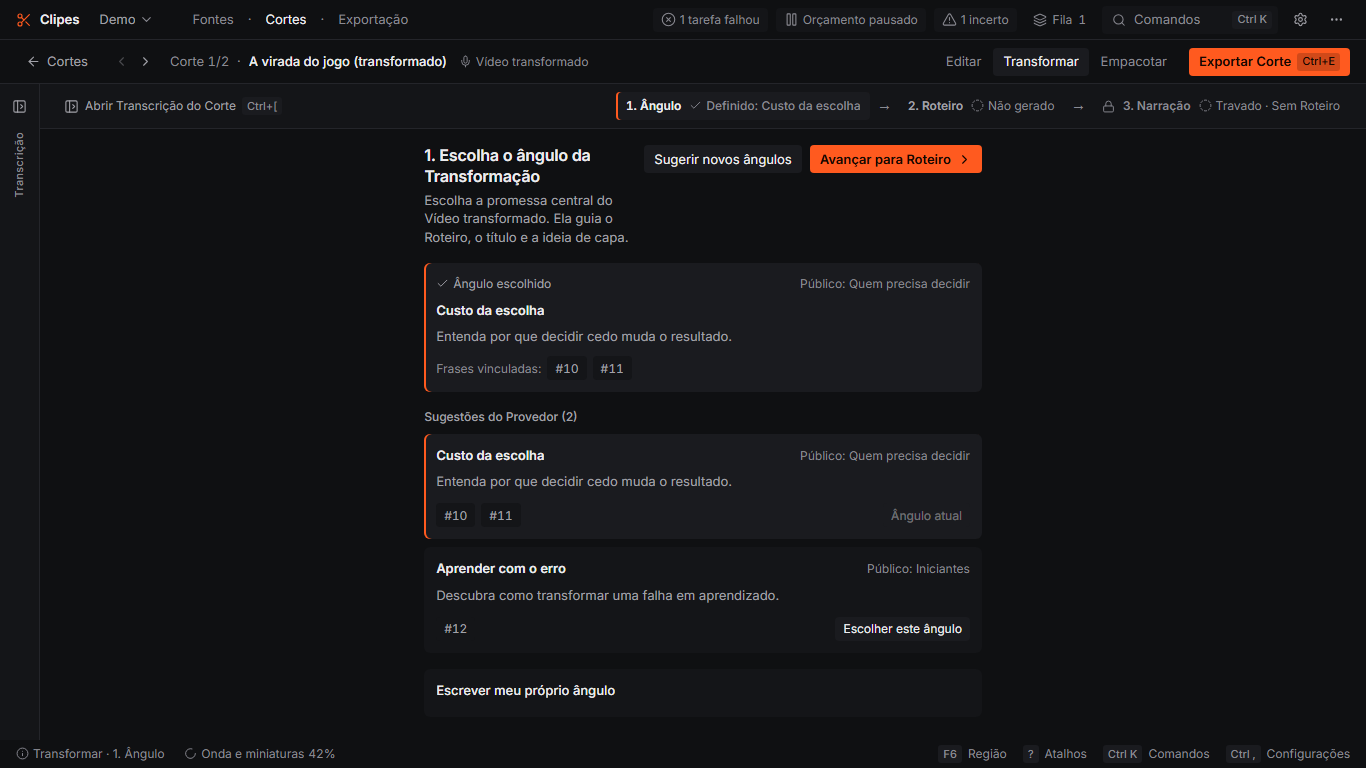 Clipes Demo Fontes · Cortes · Exportação 1 tarefa falhou Orçamento pausado 1 incerto Fila 1 Comandos Ctrl K
Cortes Corte 1/2 · A virada do jogo (transformado) Vídeo transformado Editar Transformar Empacotar Exportar Corte Ctrl+E
Abrir Transcrição do Corte Ctrl+[ 1. Ângulo Definido: Custo da escolha → 2. Roteiro Não gerado → 3. Narração Travado · Sem Roteiro
Transcrição
1. Escolha o ângulo da
Transformação
Sugerir novos ângulos Avançar para Roteiro
Escolha a promessa central do
Vídeo transformado. Ela guia o
Roteiro, o título e a ideia de capa.
Ângulo escolhido Público: Quem precisa decidir
Custo da escolha
Entenda por que decidir cedo muda o resultado.
Frases vinculadas: #10 #11
Sugestões do Provedor (2)
Custo da escolha Público: Quem precisa decidir
Entenda por que decidir cedo muda o resultado.
#10 #11 Ângulo atual
Aprender com o erro Público: Iniciantes
Descubra como transformar uma falha em aprendizado.
#12 Escolher este ângulo
Escrever meu próprio ângulo
Transformar · 1. Ângulo Onda e miniaturas 42% F6 Região ? Atalhos Ctrl K Comandos Ctrl , Configurações